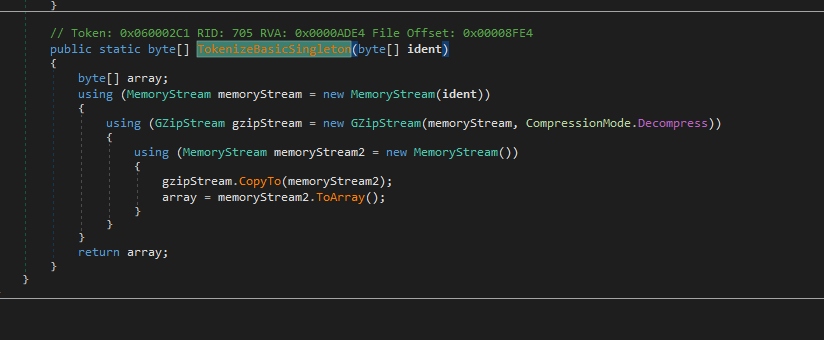 }
// Token: 0x060002C1 RID: 705 RVA: 0x0000ADE4 File Offset: 0x00008FE4
public static byte[] TokenizeBasicSingleton(byte[] ident)
{
byte[] array;
using (MemoryStream memoryStream = new MemoryStream(ident))
{
using (GZipStream gzipStream = new GZipStream(memoryStream, CompressionMode.Decompress))
{
using (MemoryStream memoryStream2 = new MemoryStream())
{
gzipStream.CopyTo(memoryStream2);
array = memoryStream2.ToArray();
}
}
}
return array;
}
}